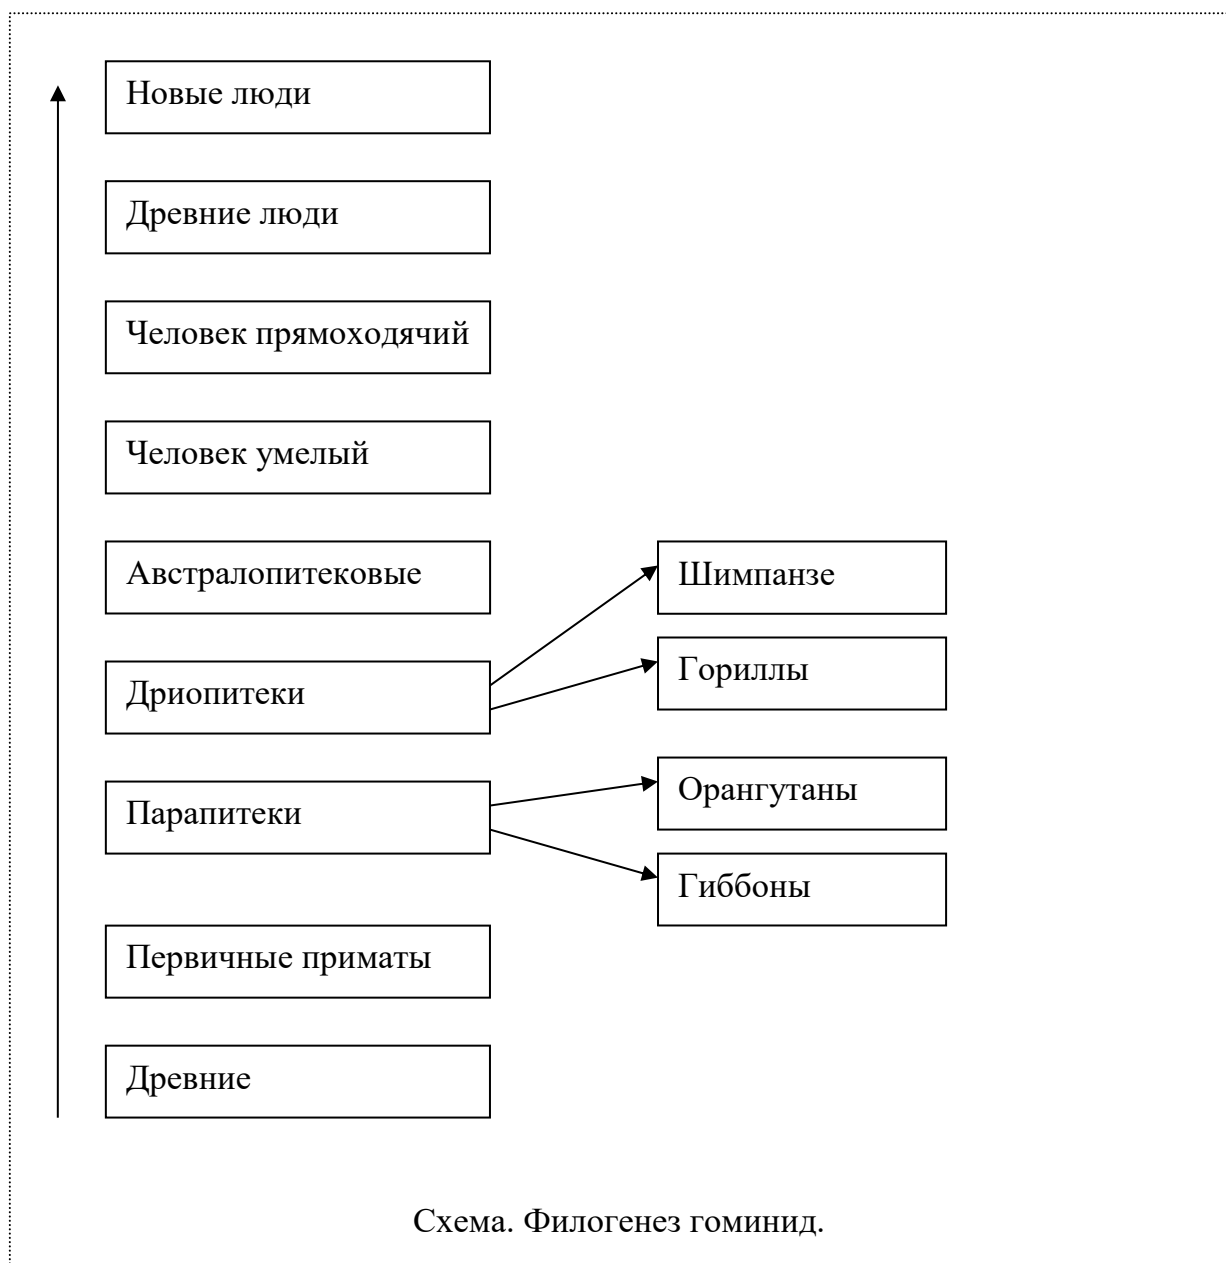 Новые люди
Древние люди
Человек прямоходячий
Человек умелый
Австралопитековые
Шимпанзе
Гориллы
Дриопитеки
Орангутаны
Парапитеки
Гиббоны
Первичные приматы
Древние
Схема. Филогенез гоминид.